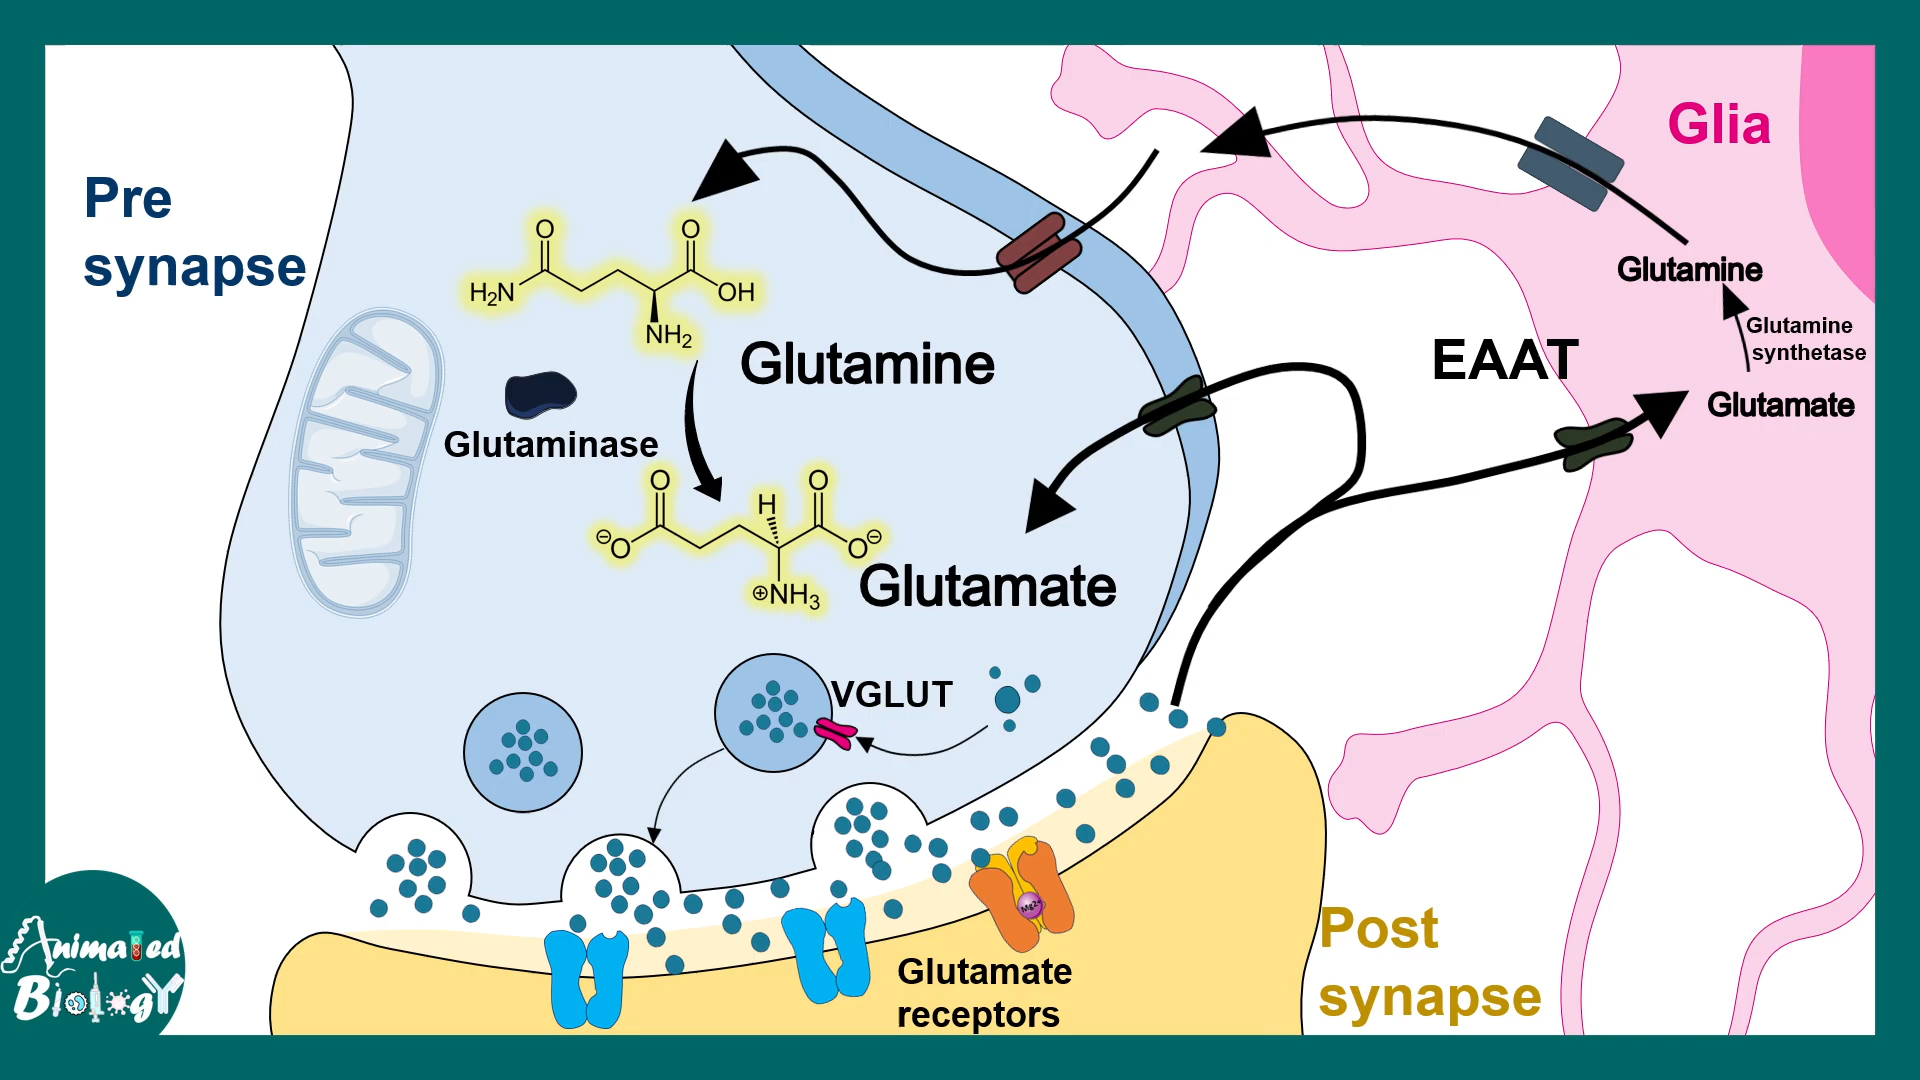 Pre
synapse
Glia
O
O
H₂N
OH
NH₂
Glutamine
Glutamine
Glutamine
synthetase
EAAT
Glutamate
Glutaminase
O
O
H
⊖O
O⊖
⊕NH₃
Glutamate
VGLUT
Mg2+
Glutamate
receptors
Post
synapse
Animated
Biology